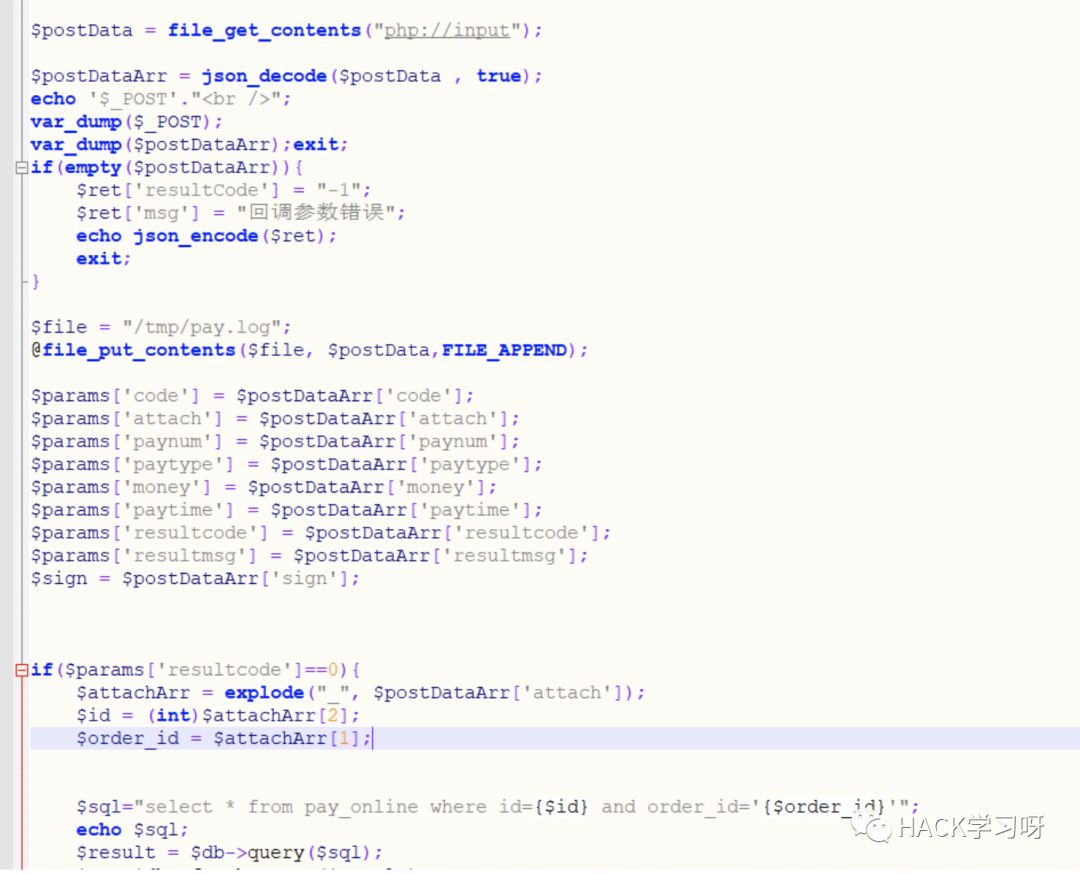 $postData = file_get_contents("php://input");
$postDataArr = json_decode($postData , true);
echo '$_POST'."<br />";
var_dump($_POST);
var_dump($postDataArr);exit;
if(empty($postDataArr)){
$ret['resultCode'] = "-1";
$ret['msg'] = "回调参数错误";
echo json_encode($ret);
exit;
}
$file = "/tmp/pay.log";
@file_put_contents($file, $postData,FILE_APPEND);
$params['code'] = $postDataArr['code'];
$params['attach'] = $postDataArr['attach'];
$params['paynum'] = $postDataArr['paynum'];
$params['paytype'] = $postDataArr['paytype'];
$params['money'] = $postDataArr['money'];
$params['paytime'] = $postDataArr['paytime'];
$params['resultcode'] = $postDataArr['resultcode'];
$params['resultmsg'] = $postDataArr['resultmsg'];
$sign = $postDataArr['sign'];
if($params['resultcode']==0){
$attachArr = explode("_", $postDataArr['attach']);
$id = (int)$attachArr[2];
$order_id = $attachArr[1];
$sql="select * from pay_online where id={$id} and order_id='{$order_id}'";
echo $sql;
HACK学习呀
$result = $db->query($sql);